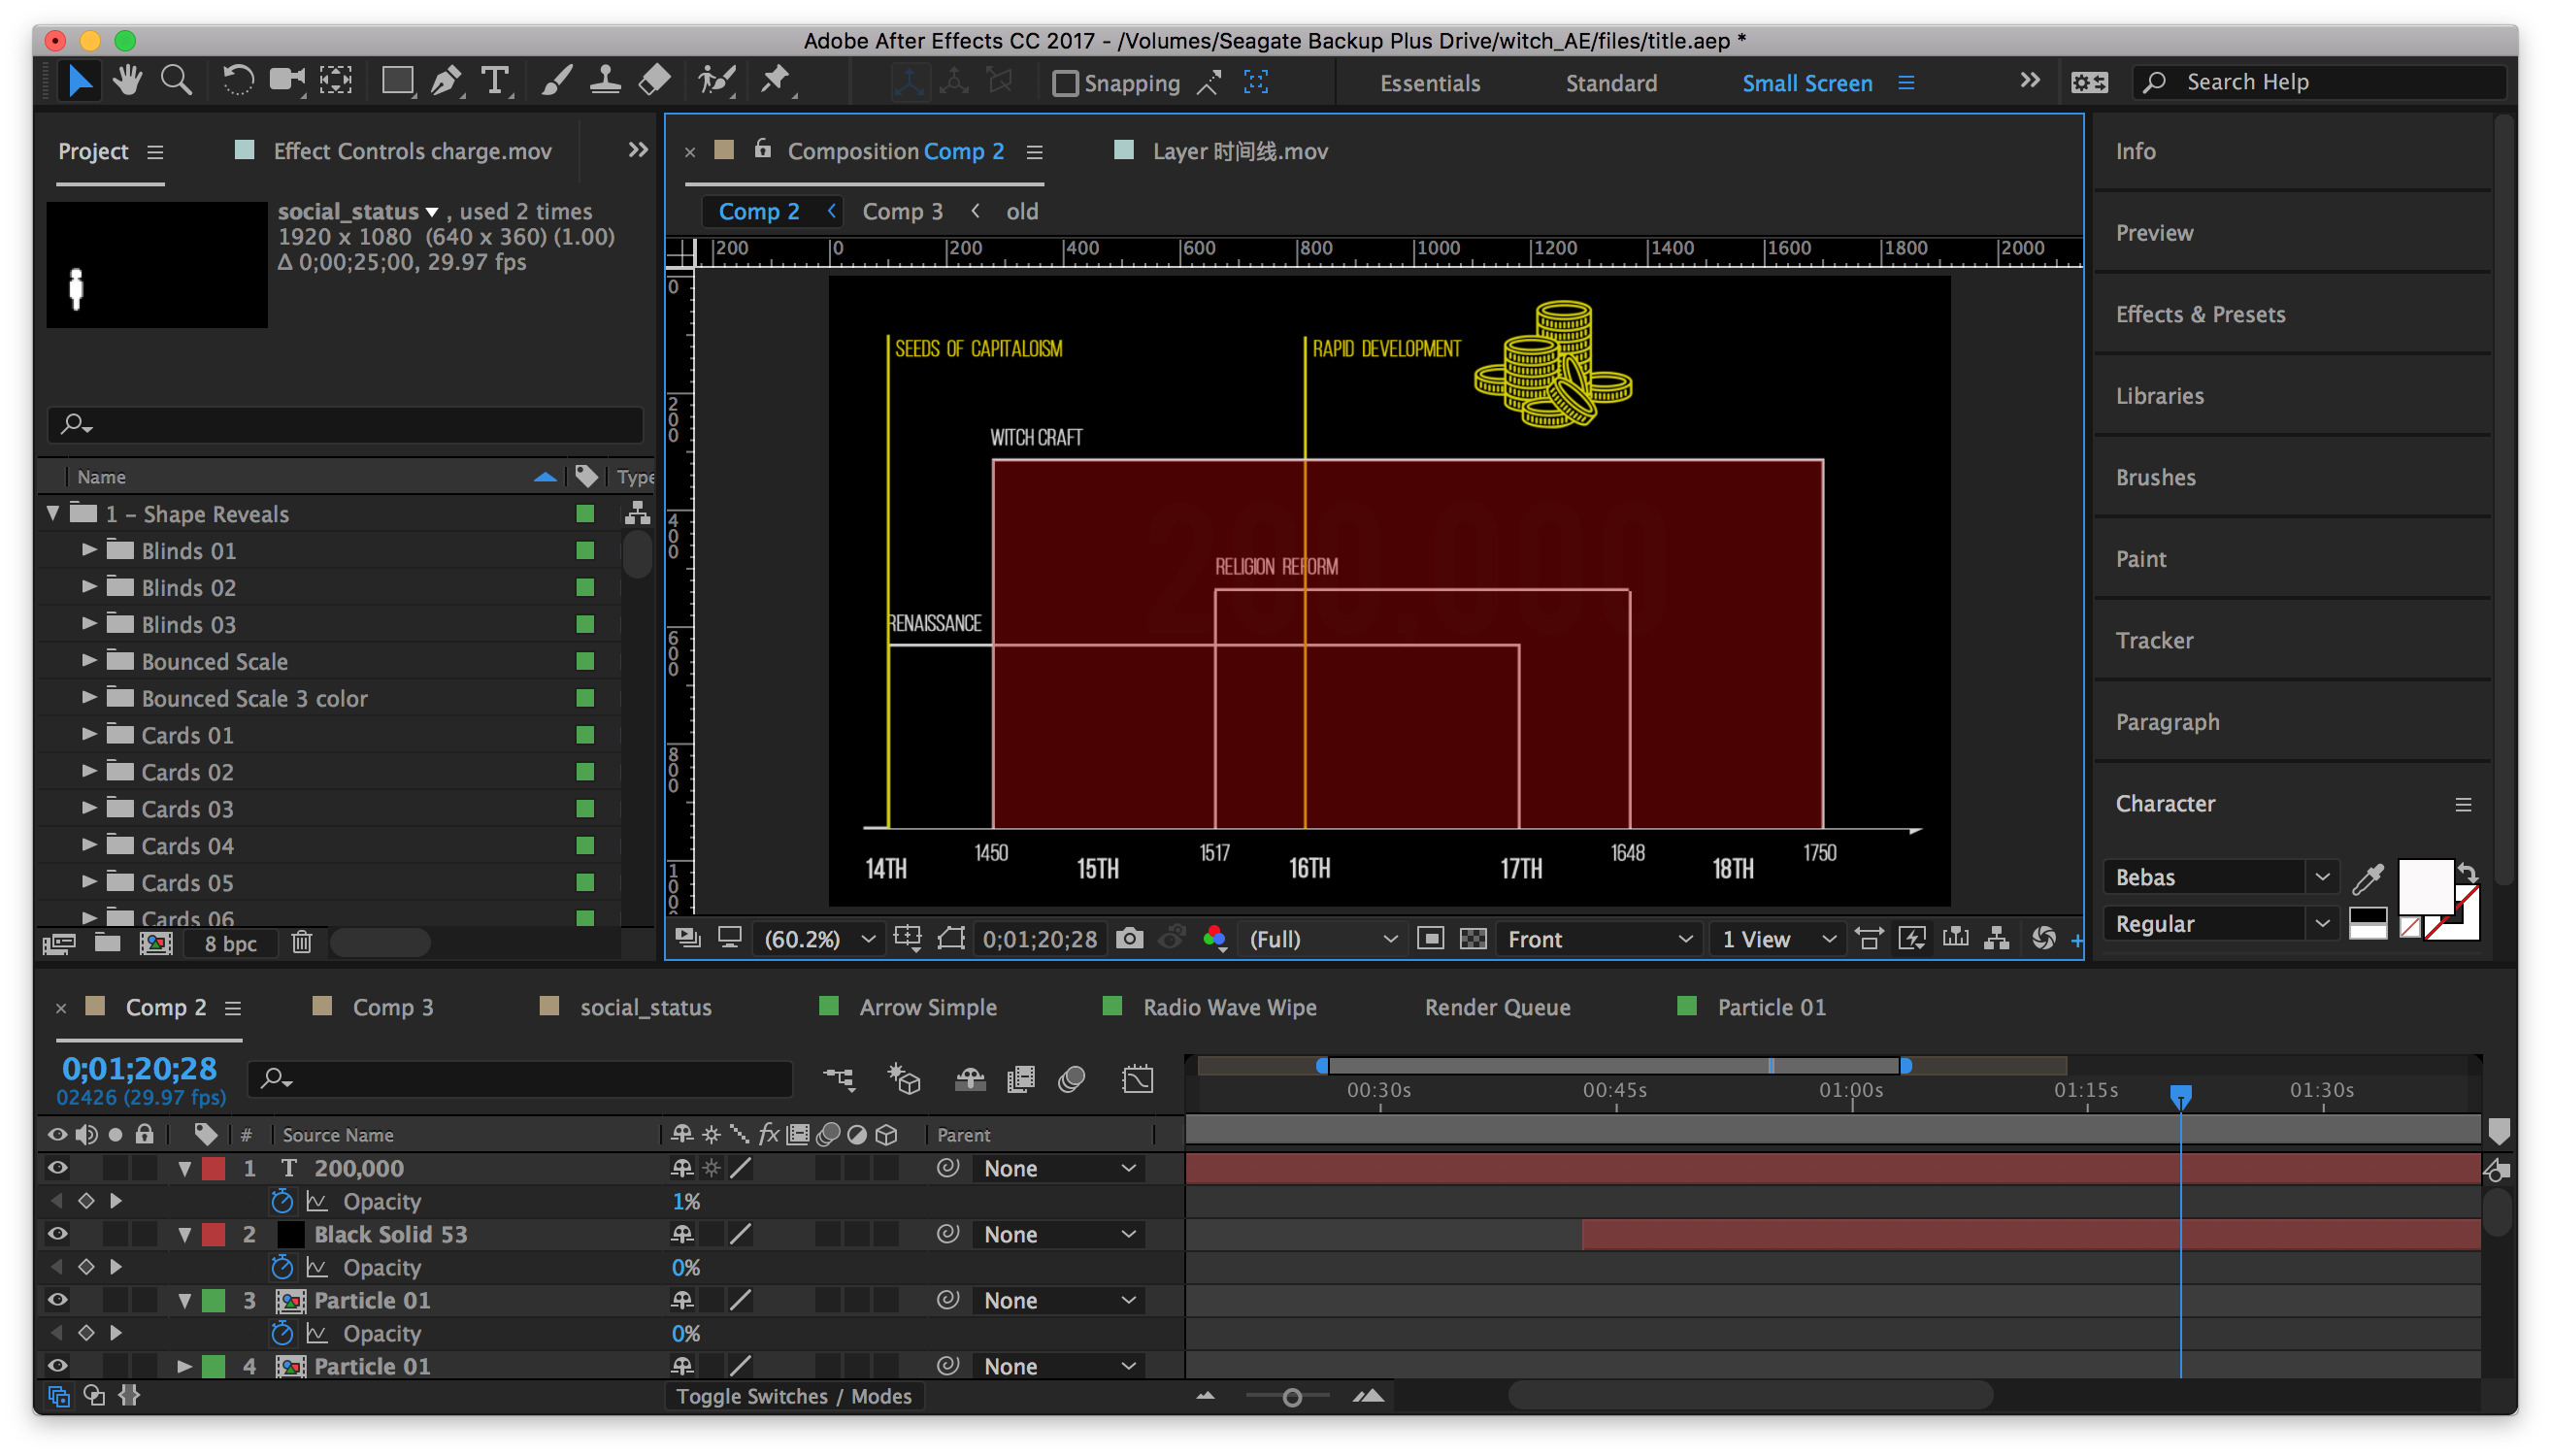 Adobe After Effects CC 2017 - /Volumes/Seagate Backup Plus Drive/witch_AE/files/title.aep *
Snapping
Essentials
Standard
Small Screen
Search Help
Project
Effect Controls charge.mov
social_status , used 2 times
1920 x 1080 (640 x 360) (1.00)
Δ 0;00;25;00, 29.97 fps
Name
Type
1 – Shape Reveals
Blinds 01
Blinds 02
Blinds 03
Bounced Scale
Bounced Scale 3 color
Cards 01
Cards 02
Cards 03
Cards 04
Cards 05
Cards 06
8 bpc
Composition Comp 2
Layer 时间线.mov
Comp 2
Comp 3
old
200 0 200 400 600 800 1000 1200 1400 1600 1800 2000
0
200
400
600
800
SEEDS OF CAPITALOISM
RAPID DEVELOPMENT
WITCH CRAFT
200,000
RELIGION REFORM
RENAISSANCE
1450 1517 1648 1750
14TH 15TH 16TH 17TH 18TH
(60.2%)
0;01;20;28
(Full)
Front
1 View
Info
Preview
Effects & Presets
Libraries
Brushes
Paint
Tracker
Paragraph
Character
Bebas
Regular
Comp 2
Comp 3
social_status
Arrow Simple
Radio Wave Wipe
Render Queue
Particle 01
0;01;20;28
02426 (29.97 fps)
00:30s 00:45s 01:00s 01:15s 01:30s
# Source Name
fx
Parent
1 T 200,000 None
Opacity 1%
2 Black Solid 53 None
Opacity 0%
3 Particle 01 None
Opacity 0%
4 Particle 01 None
Toggle Switches / Modes